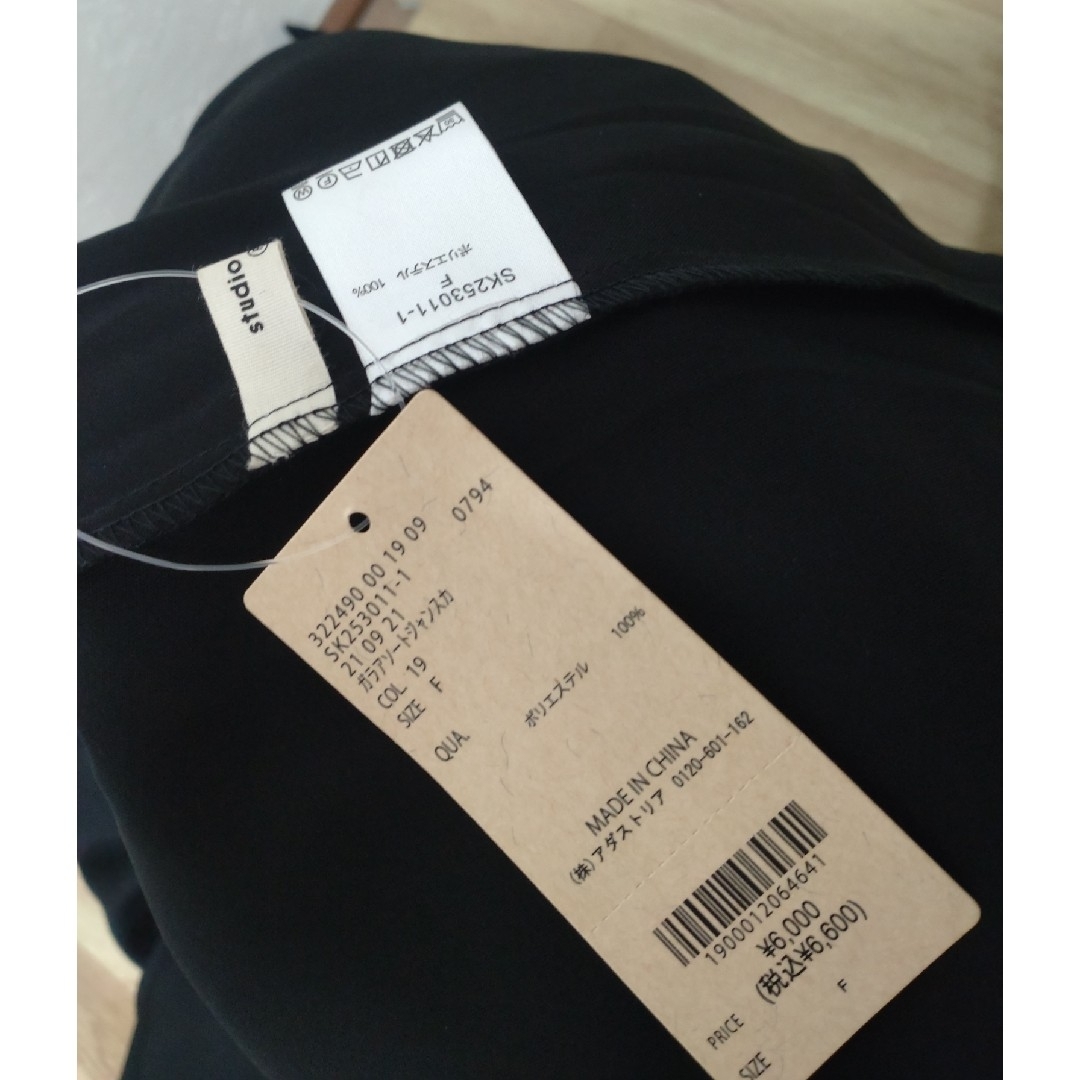 studio
SK253011-1
F
ポリエステル 100%
322490 00 19 09 0794
SK253011-1
21 09 21
ガラアソートジャンスカ
COL 19
SIZE F
QUA.
ポリエステル 100%
MADE IN CHINA
(株)アダストリア 0120-601-162
1900012064641
¥6,000
(税込¥6,600)
PRICE
SIZE F